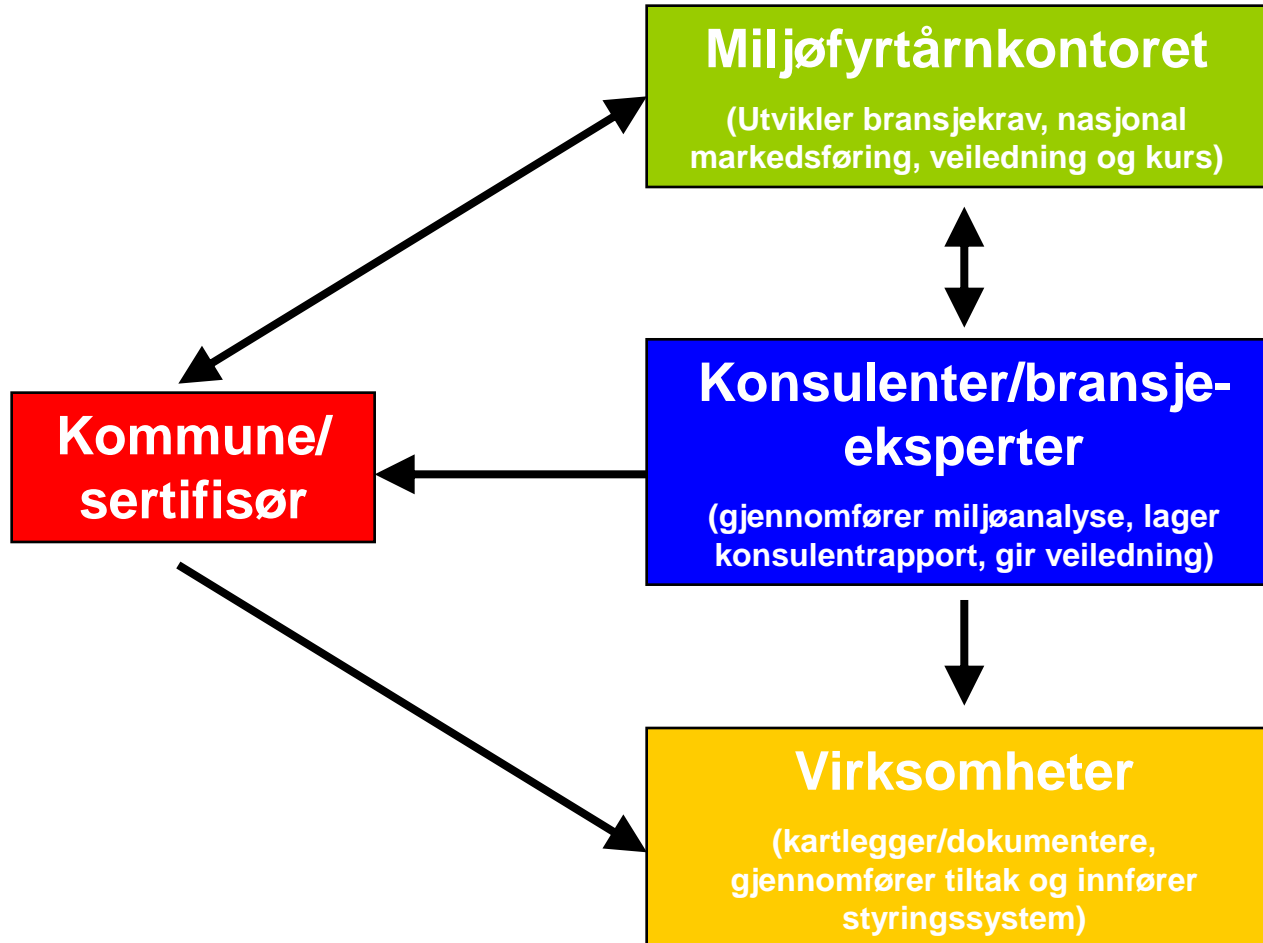 Miljøfyrtårnkontoret
(Utvikler bransjekrav, nasjonal
markedsføring, veiledning og kurs)
Kommune/
sertifisør
Konsulenter/bransje-
eksperter
(gjennomfører miljøanalyse, lager
konsulentrapport, gir veiledning)
Virksomheter
(kartlegger/dokumentere,
gjennomfører tiltak og innfører
styringssystem)